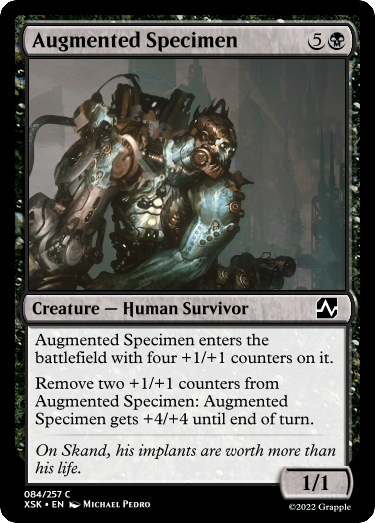 Augmented Specimen 5
Creature — Human Survivor
Augmented Specimen enters the
battlefield with four +1/+1 counters on it.
Remove two +1/+1 counters from
Augmented Specimen: Augmented
Specimen gets +4/+4 until end of turn.
On Skand, his implants are worth more than
his life.
1/1
084/257 C
XSK • EN Michael Pedro
©2022 Grapple